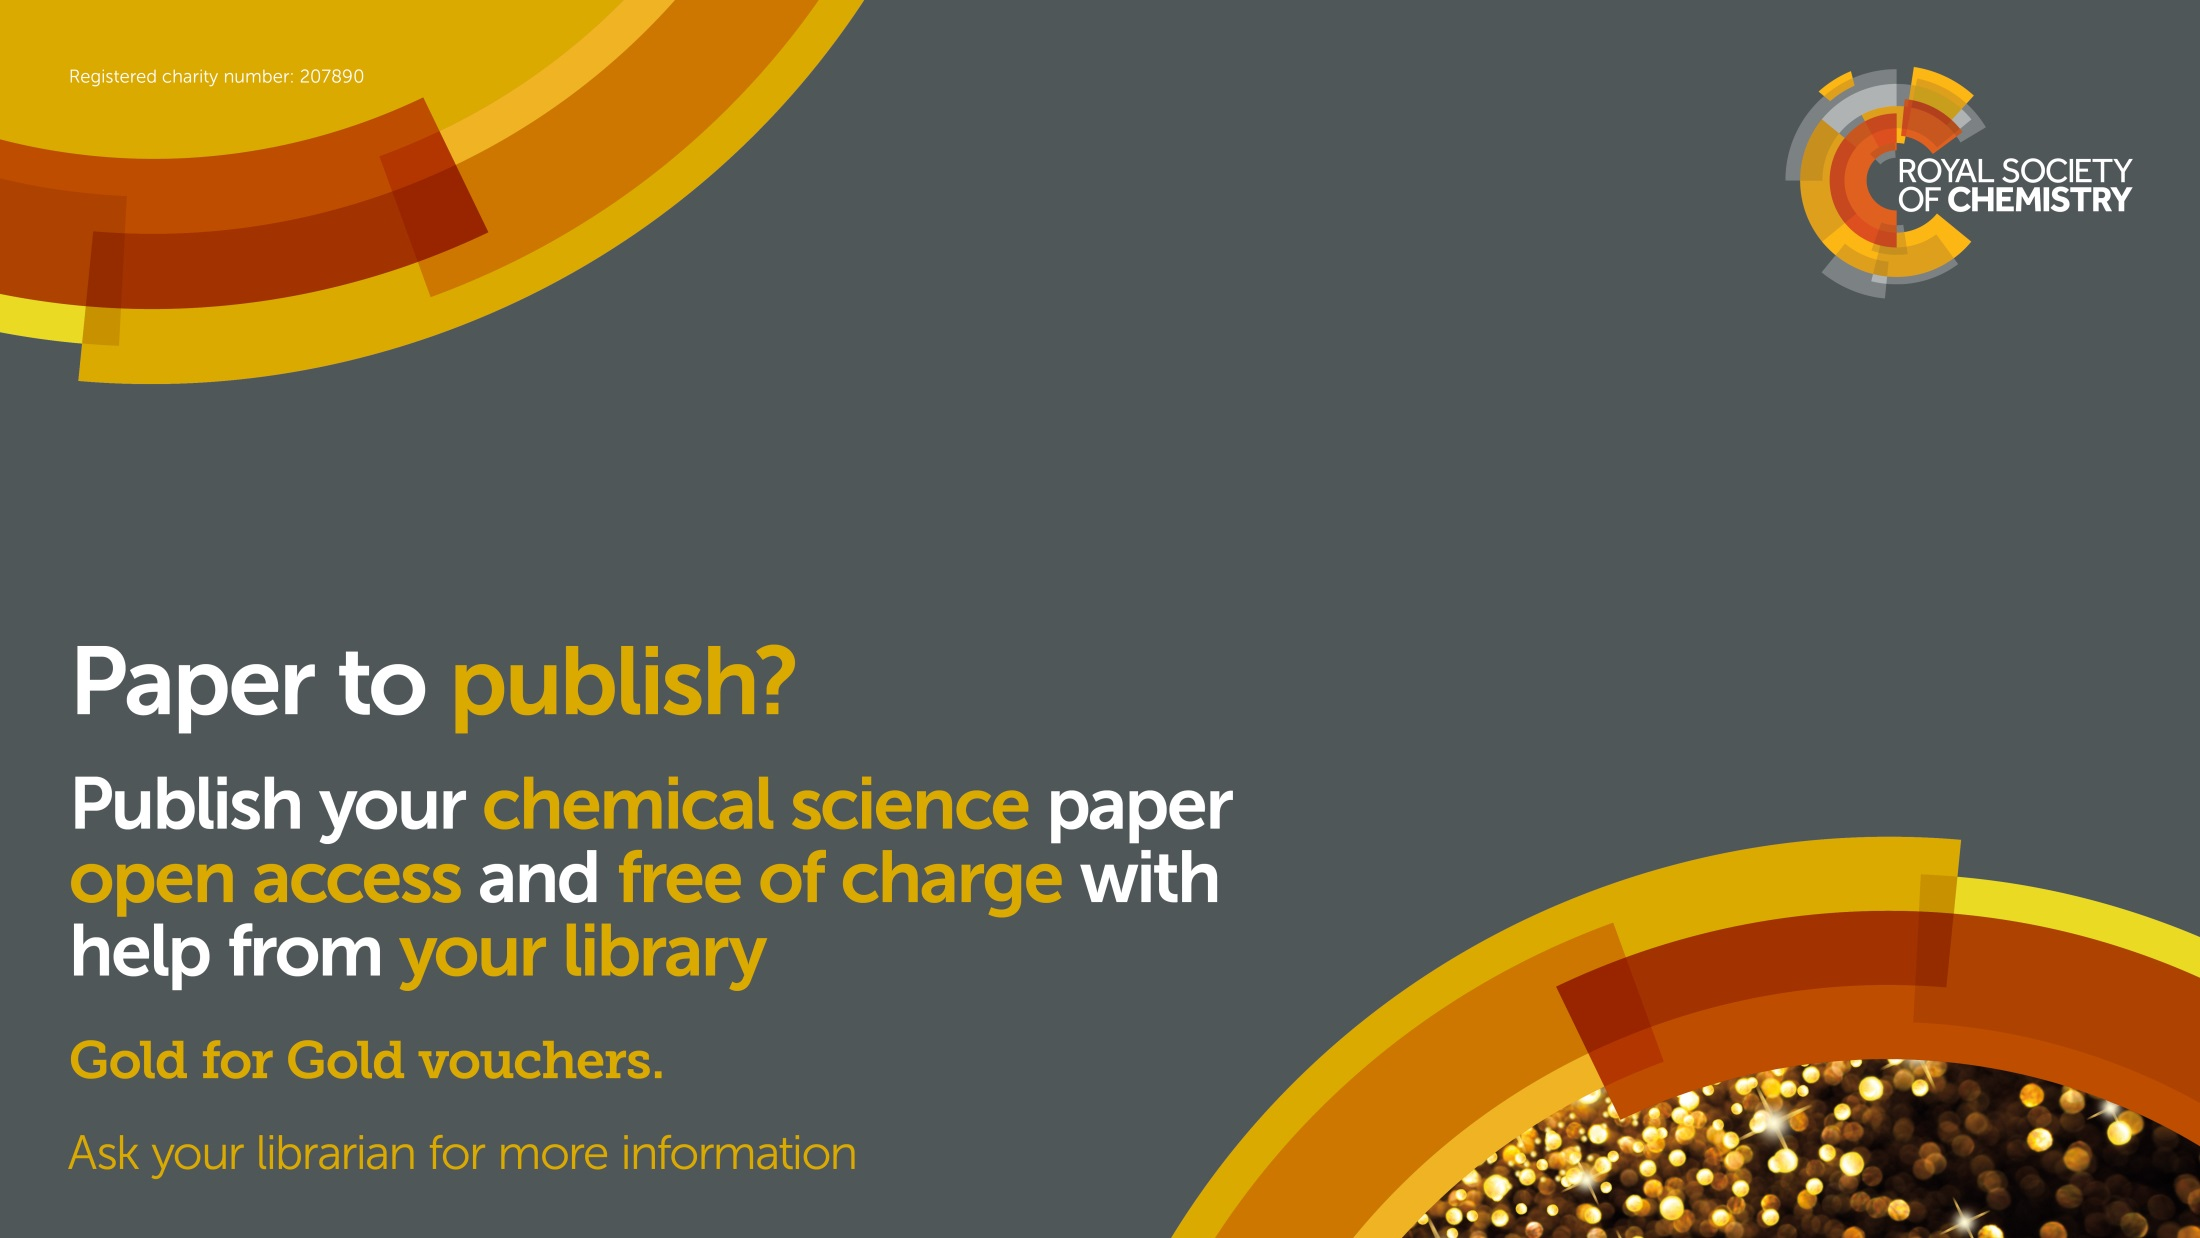 Registered charity number: 207890
ROYAL SOCIETY
OF CHEMISTRY
Paper to publish?
Publish your chemical science paper
open access and free of charge with
help from your library
Gold for Gold vouchers.
Ask your librarian for more information